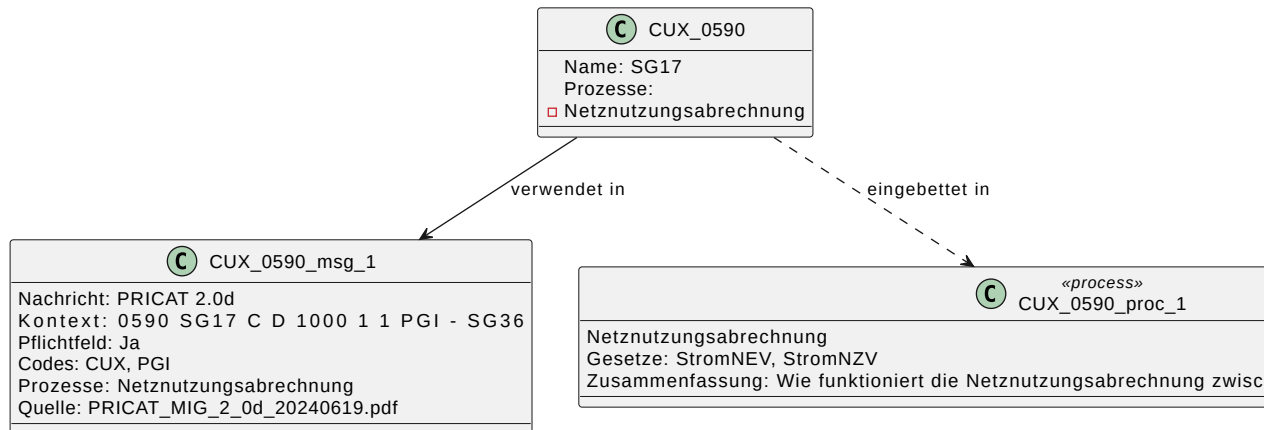 C CUX_0590
Name: SG17
Prozesse:
Netznutzungsabrechnung
verwendet in
eingebettet in
C CUX_0590_msg_1
Nachricht: PRICAT 2.0d
Kontext: 0590 SG17 C D 1000 1 1 PGI - SG36
Pflichtfeld: Ja
Codes: CUX, PGI
Prozesse: Netznutzungsabrechnung
Quelle: PRICAT_MIG_2_0d_20240619.pdf
C «process»
CUX_0590_proc_1
Netznutzungsabrechnung
Gesetze: StromNEV, StromNZV
Zusammenfassung: Wie funktioniert die Netznutzungsabrechnung zwisc